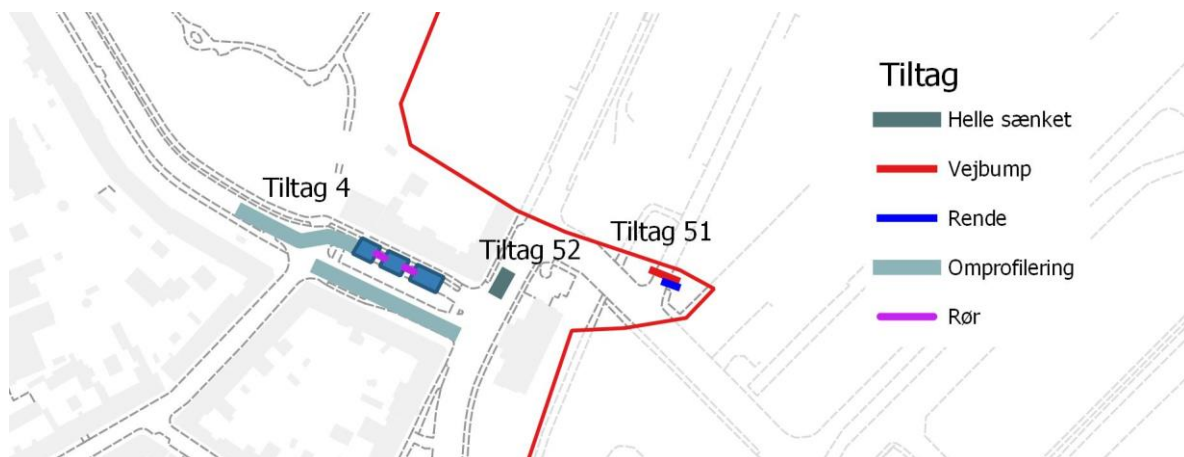 Tiltag 4
Tiltag 52
Tiltag 51
Tiltag
Helle sænket
Vejbump
Rende
Omprofilering
Rør